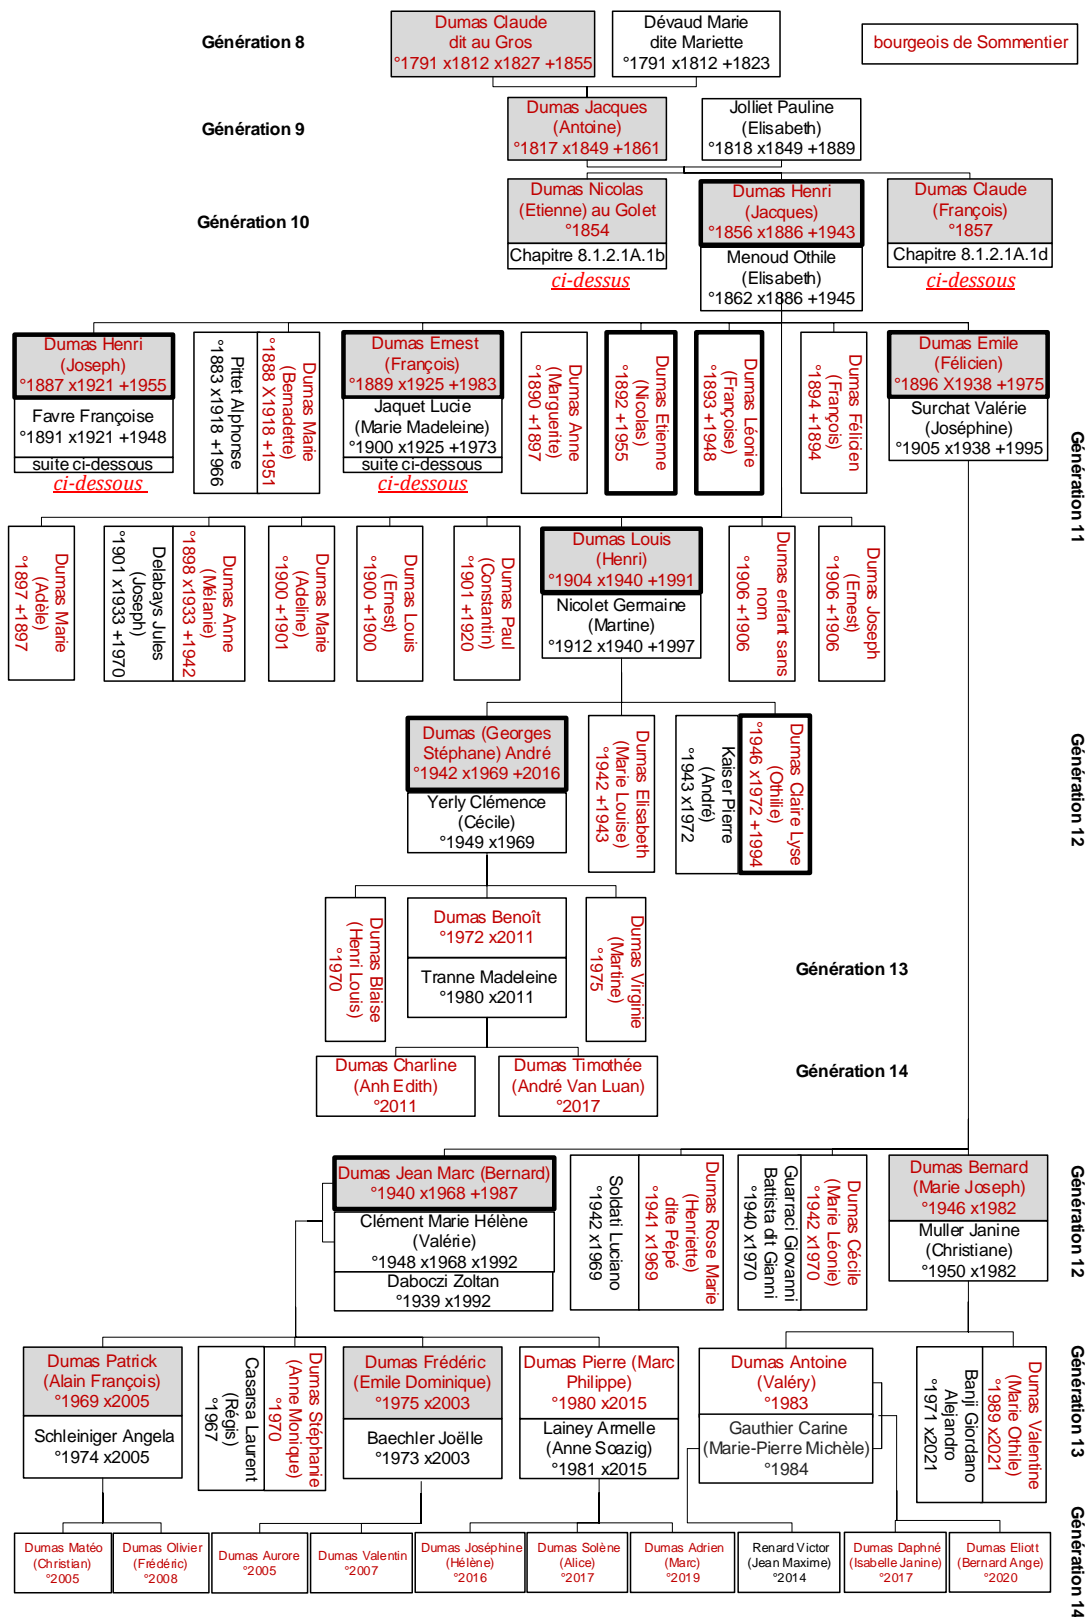 Génération 8
Dumas Claude
dit au Gros
°1791 x1812 x1827 +1855
Dévaud Marie
dite Mariette
°1791 x1812 +1823
bourgeois de Sommentier
Génération 9
Dumas Jacques
(Antoine)
°1817 x1849 +1861
Jolliet Pauline
(Elisabeth)
°1818 x1849 +1889
Génération 10
Dumas Nicolas
(Etienne) au Golet
°1854
Chapitre 8.1.2.1A.1b
ci-dessus
Dumas Henri
(Jacques)
°1856 x1886 +1943
Menoud Othile
(Elisabeth)
°1862 x1886 +1945
Dumas Claude
(François)
°1857
Chapitre 8.1.2.1A.1d
ci-dessus
Génération 11
Dumas Henri
(Joseph)
°1887 x1921 +1955
Favre Françoise
°1891 x1921 +1948
suite ci-dessous
ci-dessous
Pittet Alphonse
°1883 x1918 +1966
Dumas Marie
(Bernadette)
°1888 X1918 +1951
Dumas Ernest
(François)
°1889 x1925 +1983
Jaquet Lucie
(Marie Madeleine)
°1900 x1925 +1973
suite ci-dessous
ci-dessous
Dumas Anne
(Marguerite)
°1890 +1897
Dumas Etienne
(Nicolas)
°1892 +1955
Dumas Léonie
(Françoise)
°1893 +1948
Dumas Félicien
(François)
°1894 +1894
Dumas Emile
(Félicien)
°1896 X1938 +1975
Surchat Valérie
(Joséphine)
°1905 x1938 +1995
Dumas Marie
(Adèle)
°1897 +1897
Delabays Jules
(Joseph)
°1901 x1933 +1970
Dumas Anne
(Mélanie)
°1898 x1933 +1942
Dumas Marie
(Adeline)
°1900 +1901
Dumas Louis
(Ernest)
°1900 +1900
Dumas Paul
(Constantin)
°1901 +1920
Dumas Louis
(Henri)
°1904 x1940 +1991
Nicolet Germaine
(Martine)
°1912 x1940 +1997
Dumas enfant sans
nom
°1906 +1906
Dumas Joseph
(Ernest)
°1906 +1906
Génération 12
Dumas (Georges
Stéphane) André
°1942 x1969 +2016
Yerly Clémence
(Cécile)
°1949 x1969
Dumas Elisabeth
(Marie Louise)
°1942 +1943
Kaiser Pierre
(André)
°1943 x1972
Dumas Claire Lyse
(Othilie)
°1946 x1972 +1994
Génération 13
Dumas Blaise
(Henri Louis)
°1970
Dumas Benoît
°1972 x2011
Tranne Madeleine
°1980 x2011
Dumas Virginie
(Martine)
°1975
Génération 14
Dumas Charline
(Anh Edith)
°2011
Dumas Timothée
(André Van Luan)
°2017
Génération 12
Dumas Jean Marc (Bernard)
°1940 x1968 +1987
Clément Marie Hélène
(Valérie)
°1948 x1968 x1992
Daboczi Zoltan
°1939 x1992
Soldati Luciano
°1942 x1969
Dumas Rose Marie
(Henriette)
dite Pépé
°1941 x1969
Guarraci Giovanni
Battista dit Gianni
°1940 x1970
Dumas Cécile
(Marie Léonie)
°1942 x1970
Dumas Bernard
(Marie Joseph)
°1946 x1982
Muller Janine
(Christiane)
°1950 x1982
Génération 13
Dumas Patrick
(Alain François)
°1969 x2005
Schleiniger Angela
°1974 x2005
Casarsa Laurent
(Régis)
°1967
Dumas Stéphanie
(Anne Monique)
°1970
Dumas Frédéric
(Emile Dominique)
°1975 x2003
Baechler Joëlle
°1973 x2003
Dumas Pierre (Marc
Philippe)
°1980 x2015
Lainey Armelle
(Anne Soazig)
°1981 x2015
Dumas Antoine
(Valéry)
°1983
Gauthier Carine
(Marie-Pierre Michèle)
°1984
Banji Giordano
Alejandro
°1971 x2021
Dumas Valentine
(Marie Othile)
°1989 x2021
Génération 14
Dumas Matéo
(Christian)
°2005
Dumas Olivier
(Frédéric)
°2008
Dumas Aurore
°2005
Dumas Valentin
°2007
Dumas Joséphine
(Hélène)
°2016
Dumas Solène
(Alice)
°2017
Dumas Adrien
(Marc)
°2019
Renard Victor
(Jean Maxime)
°2014
Dumas Daphné
(Isabelle Janine)
°2017
Dumas Eliott
(Bernard Ange)
°2020